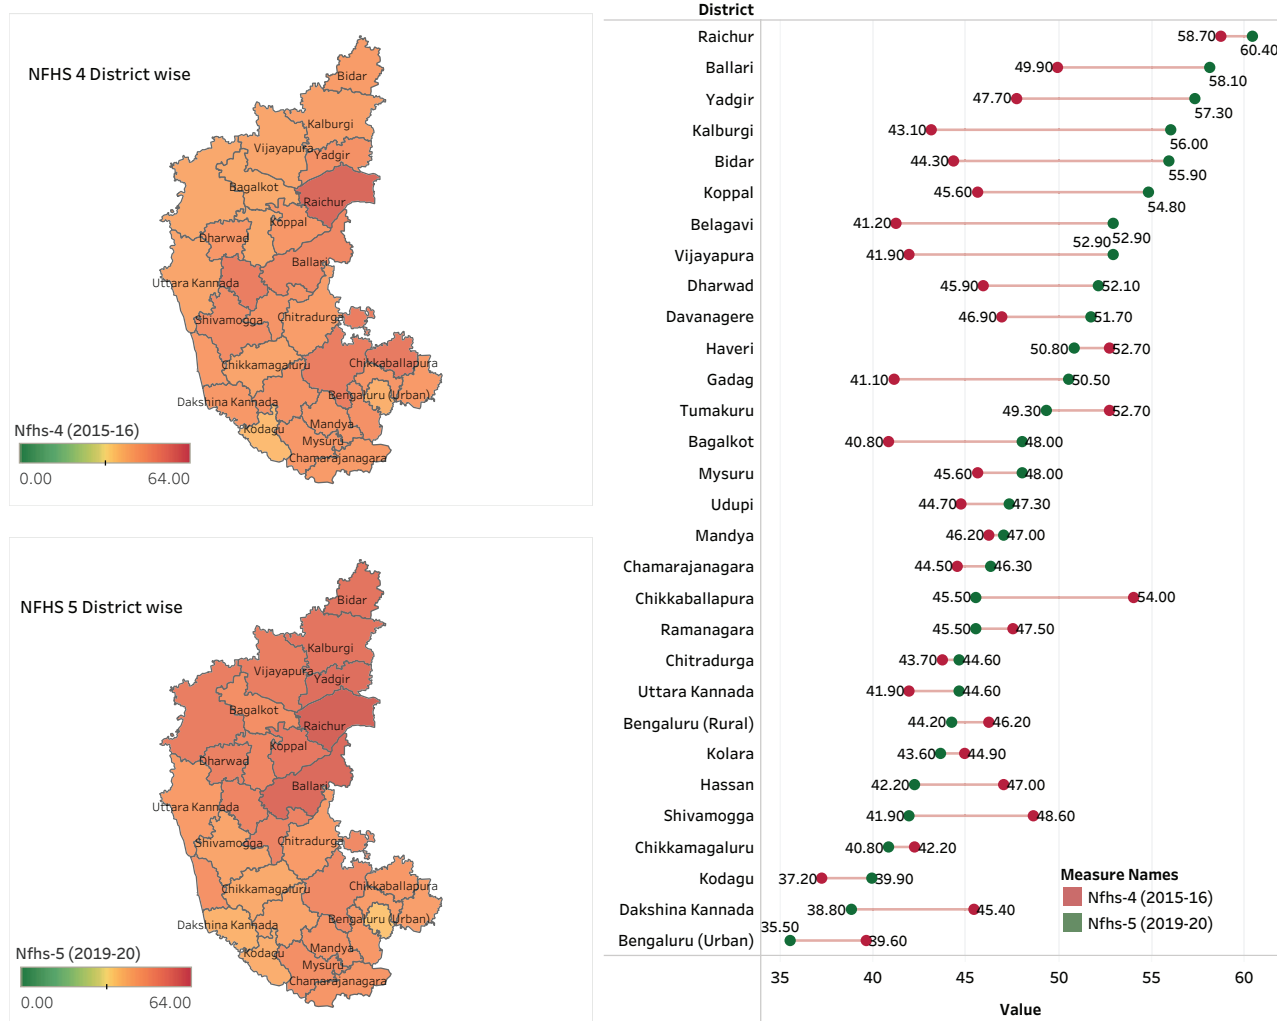 NFHS 4 District wise
Bidar
Kalburgi
Vijayapura
Yadgir
Bagalkot
Raichur
Koppal
Dharwad
Ballari
Uttara Kannada
Shivamogga
Chitradurga
Chikkamagaluru
Chikkaballapura
Dakshina Kannada
Bengaluru (Urban)
Kodagu
Mandya
Mysuru
Chamarajanagara
Nfhs-4 (2015-16)
0.00 64.00
NFHS 5 District wise
Bidar
Kalburgi
Vijayapura
Yadgir
Bagalkot
Raichur
Koppal
Dharwad
Ballari
Uttara Kannada
Shivamogga
Chitradurga
Chikkamagaluru
Chikkaballapura
Dakshina Kannada
Bengaluru (Urban)
Kodagu
Mandya
Mysuru
Chamarajanagara
Nfhs-5 (2019-20)
0.00 64.00
District
Raichur 58.70 60.40
Ballari 49.90 58.10
Yadgir 47.70 57.30
Kalburgi 43.10 56.00
Bidar 44.30 55.90
Koppal 45.60 54.80
Belagavi 41.20 52.90
Vijayapura 41.90 52.90
Dharwad 45.90 52.10
Davanagere 46.90 51.70
Haveri 50.80 52.70
Gadag 41.10 50.50
Tumakuru 49.30 52.70
Bagalkot 40.80 48.00
Mysuru 45.60 48.00
Udupi 44.70 47.30
Mandya 46.20 47.00
Chamarajanagara 44.50 46.30
Chikkaballapura 45.50 54.00
Ramanagara 45.50 47.50
Chitradurga 43.70 44.60
Uttara Kannada 41.90 44.60
Bengaluru (Rural) 44.20 46.20
Kolara 43.60 44.90
Hassan 42.20 47.00
Shivamogga 41.90 48.60
Chikkamagaluru 40.80 42.20
Kodagu 37.20 39.90
Dakshina Kannada 38.80 45.40
Bengaluru (Urban) 35.50 39.60
35 40 45 50 55 60
Value
Measure Names
Nfhs-4 (2015-16)
Nfhs-5 (2019-20)